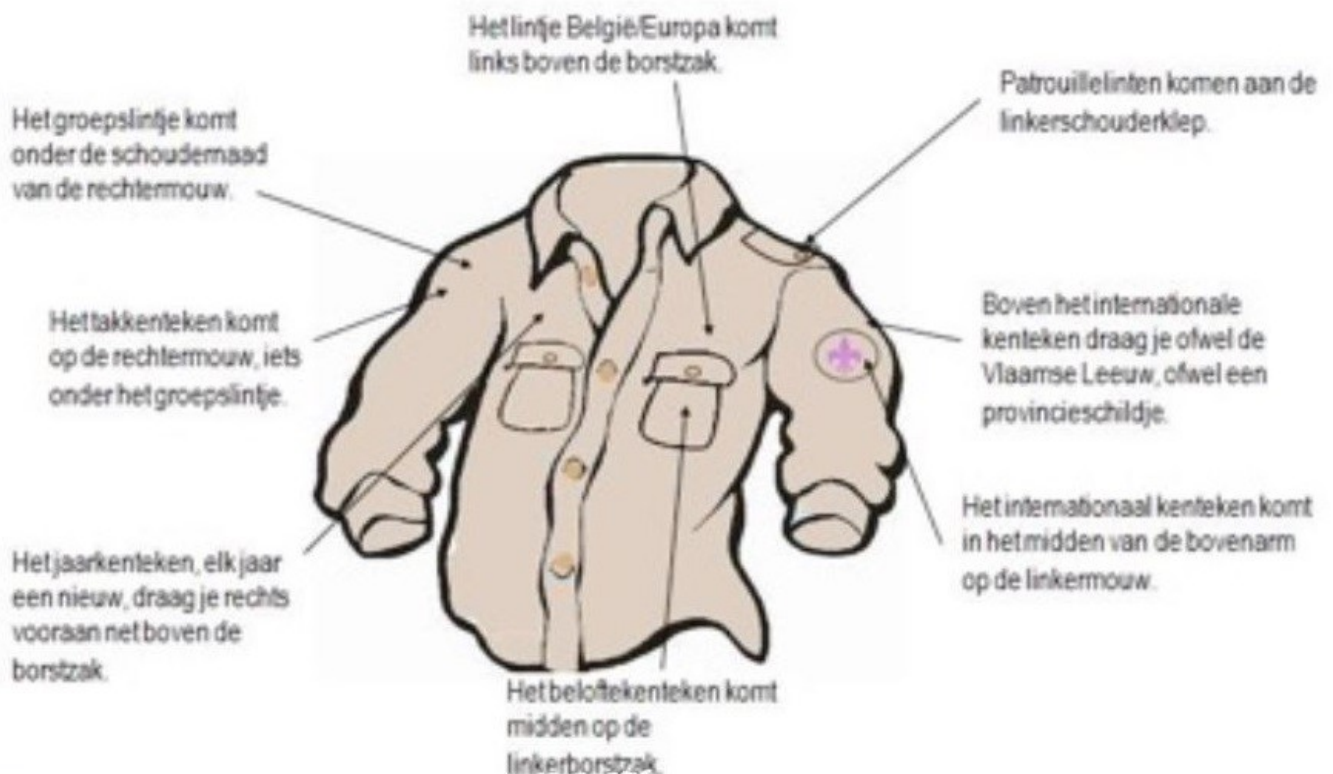 Het lintje België/Europa komt
links boven de borstzak.
Patrouillelinten komen aan de
linkerschouderklep.
Het groepslintje komt
onder de schoudernaad
van de rechtermouw.
Het takkenteken komt
op de rechtermouw, iets
onder het groepslintje.
Boven het internationale
kenteken draag je ofwel de
Vlaamse Leeuw, ofwel een
provincieschildje.
Het internationaal kenteken komt
in het midden van de bovenarm
op de linkermouw.
Het jaarkenteken, elk jaar
een nieuw, draag je rechts
vooraan net boven de
borstzak.
Het beloftekenteken komt
midden op de
linkerborstzak.